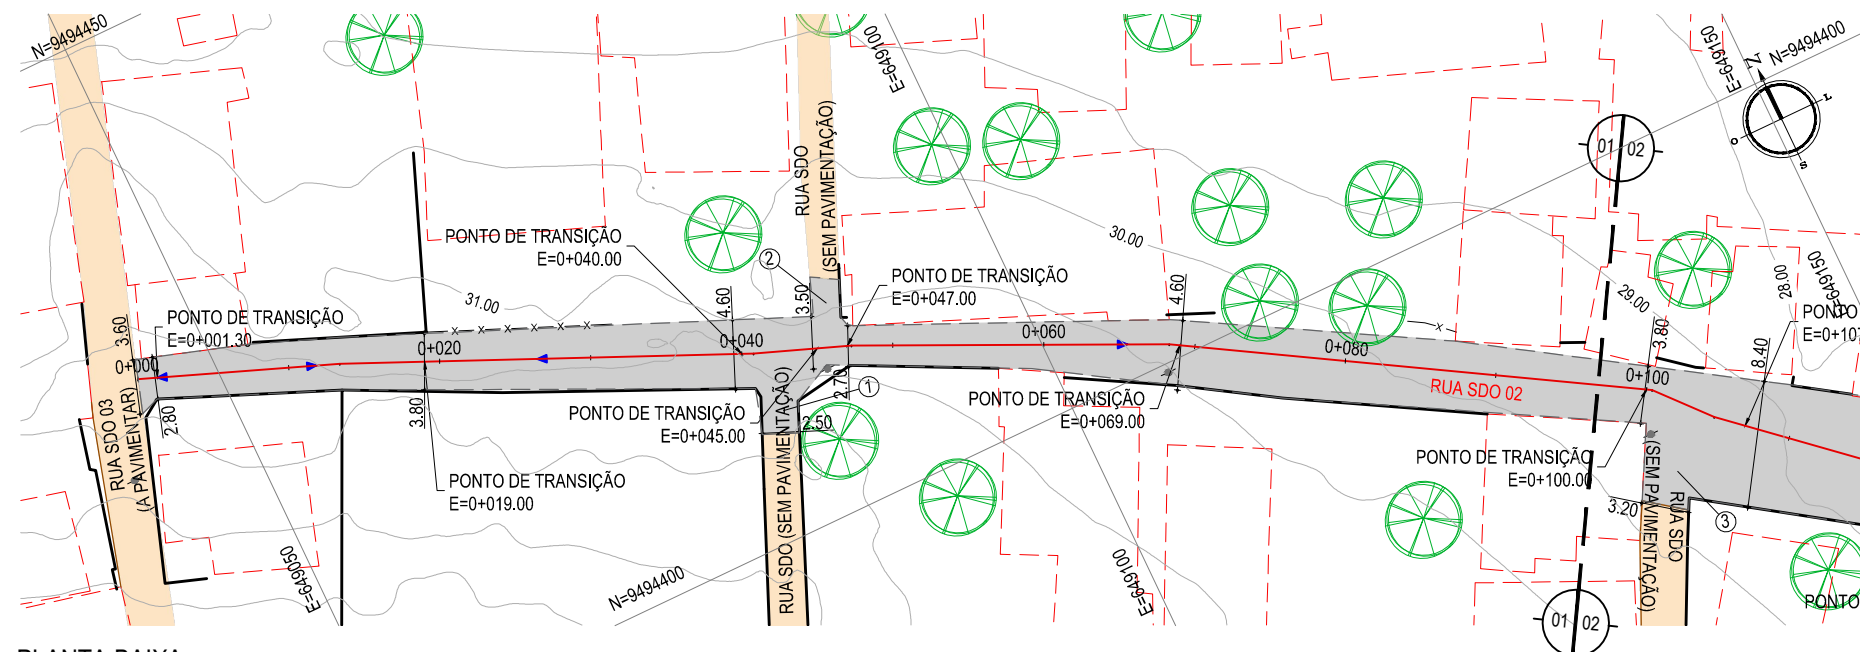 N=9494450
E=649100
E=649150
N=9494400
N
L
O
S
01 02
RUA SDO
(SEM PAVIMENTAÇÃO)
PONTO DE TRANSIÇÃO
E=0+040.00
2
30.00
31.00
29.00
28.00
E=649150
3.60
PONTO DE TRANSIÇÃO
E=0+001.30
4.60
3.50
PONTO DE TRANSIÇÃO
E=0+047.00
4.60
PONTO
E=0+107
0+000
0+020
0+040
0+060
0+080
0+100
3.80
8.40
RUA SDO 02
RUA SDO 03
(A PAVIMENTAR)
2.80
3.80
PONTO DE TRANSIÇÃO
E=0+045.00
2.70
1
2.50
PONTO DE TRANSIÇÃO
E=0+069.00
PONTO DE TRANSIÇÃO
E=0+100.00
PONTO DE TRANSIÇÃO
E=0+019.00
RUA SDO (SEM PAVIMENTAÇÃO)
3.20
RUA SDO
(SEM PAVIMENTAÇÃO)
3
E=649050
N=9494400
E=649100
01 02
PONTO
PLANTA BAIXA